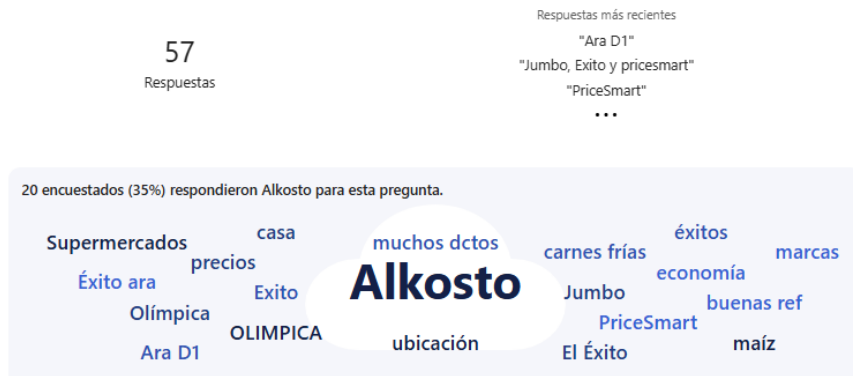 57
Respuestas
Respuestas más recientes
"Ara D1"
"Jumbo, Exito y pricesmart"
"PriceSmart"
...
20 encuestados (35%) respondieron Alkosto para esta pregunta.
Supermercados
casa
muchos dctos
carnes frías
éxitos
marcas
precios
economía
Éxito ara
Exito
Alkosto
Jumbo
buenas ref
Olímpica
PriceSmart
OLIMPICA
ubicación
maíz
Ara D1
El Éxito